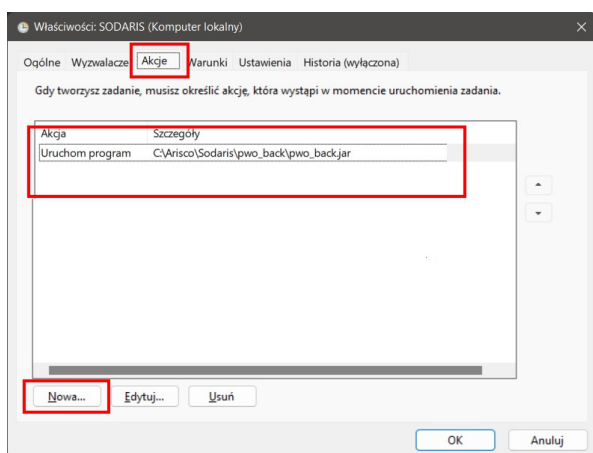 Właściwości: SODARIS (Komputer lokalny)
Ogólne Wyzwalacze Akcje Warunki Ustawienia Historia (wyłączona)
Gdy tworzysz zadanie, musisz określić akcję, która wystąpi w momencie uruchomienia zadania.
Akcja Szczegóły
Uruchom program C:\Arisco\Sodaris\pwo_back\pwo_back.jar
Nowa... Edytuj... Usuń
OK Anuluj